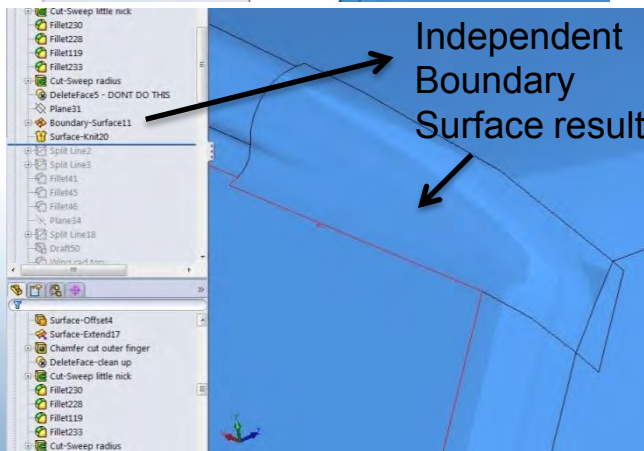 Cut-Sweep little nick
Fillet230
Fillet228
Fillet119
Fillet233
Cut-Sweep radius
DeleteFace5 - DONT DO THIS
Plane31
Boundary-Surface11
Surface-Knit20
Split Line2
Split Line3
Fillet41
Fillet45
Fillet46
Plane34
Split Line18
Draft50
Wing rad top
Independent
Boundary
Surface result
Surface-Offset4
Surface-Extend17
Chamfer cut outer finger
DeleteFace-clean up
Cut-Sweep little nick
Fillet230
Fillet228
Fillet119
Fillet233
Cut-Sweep radius